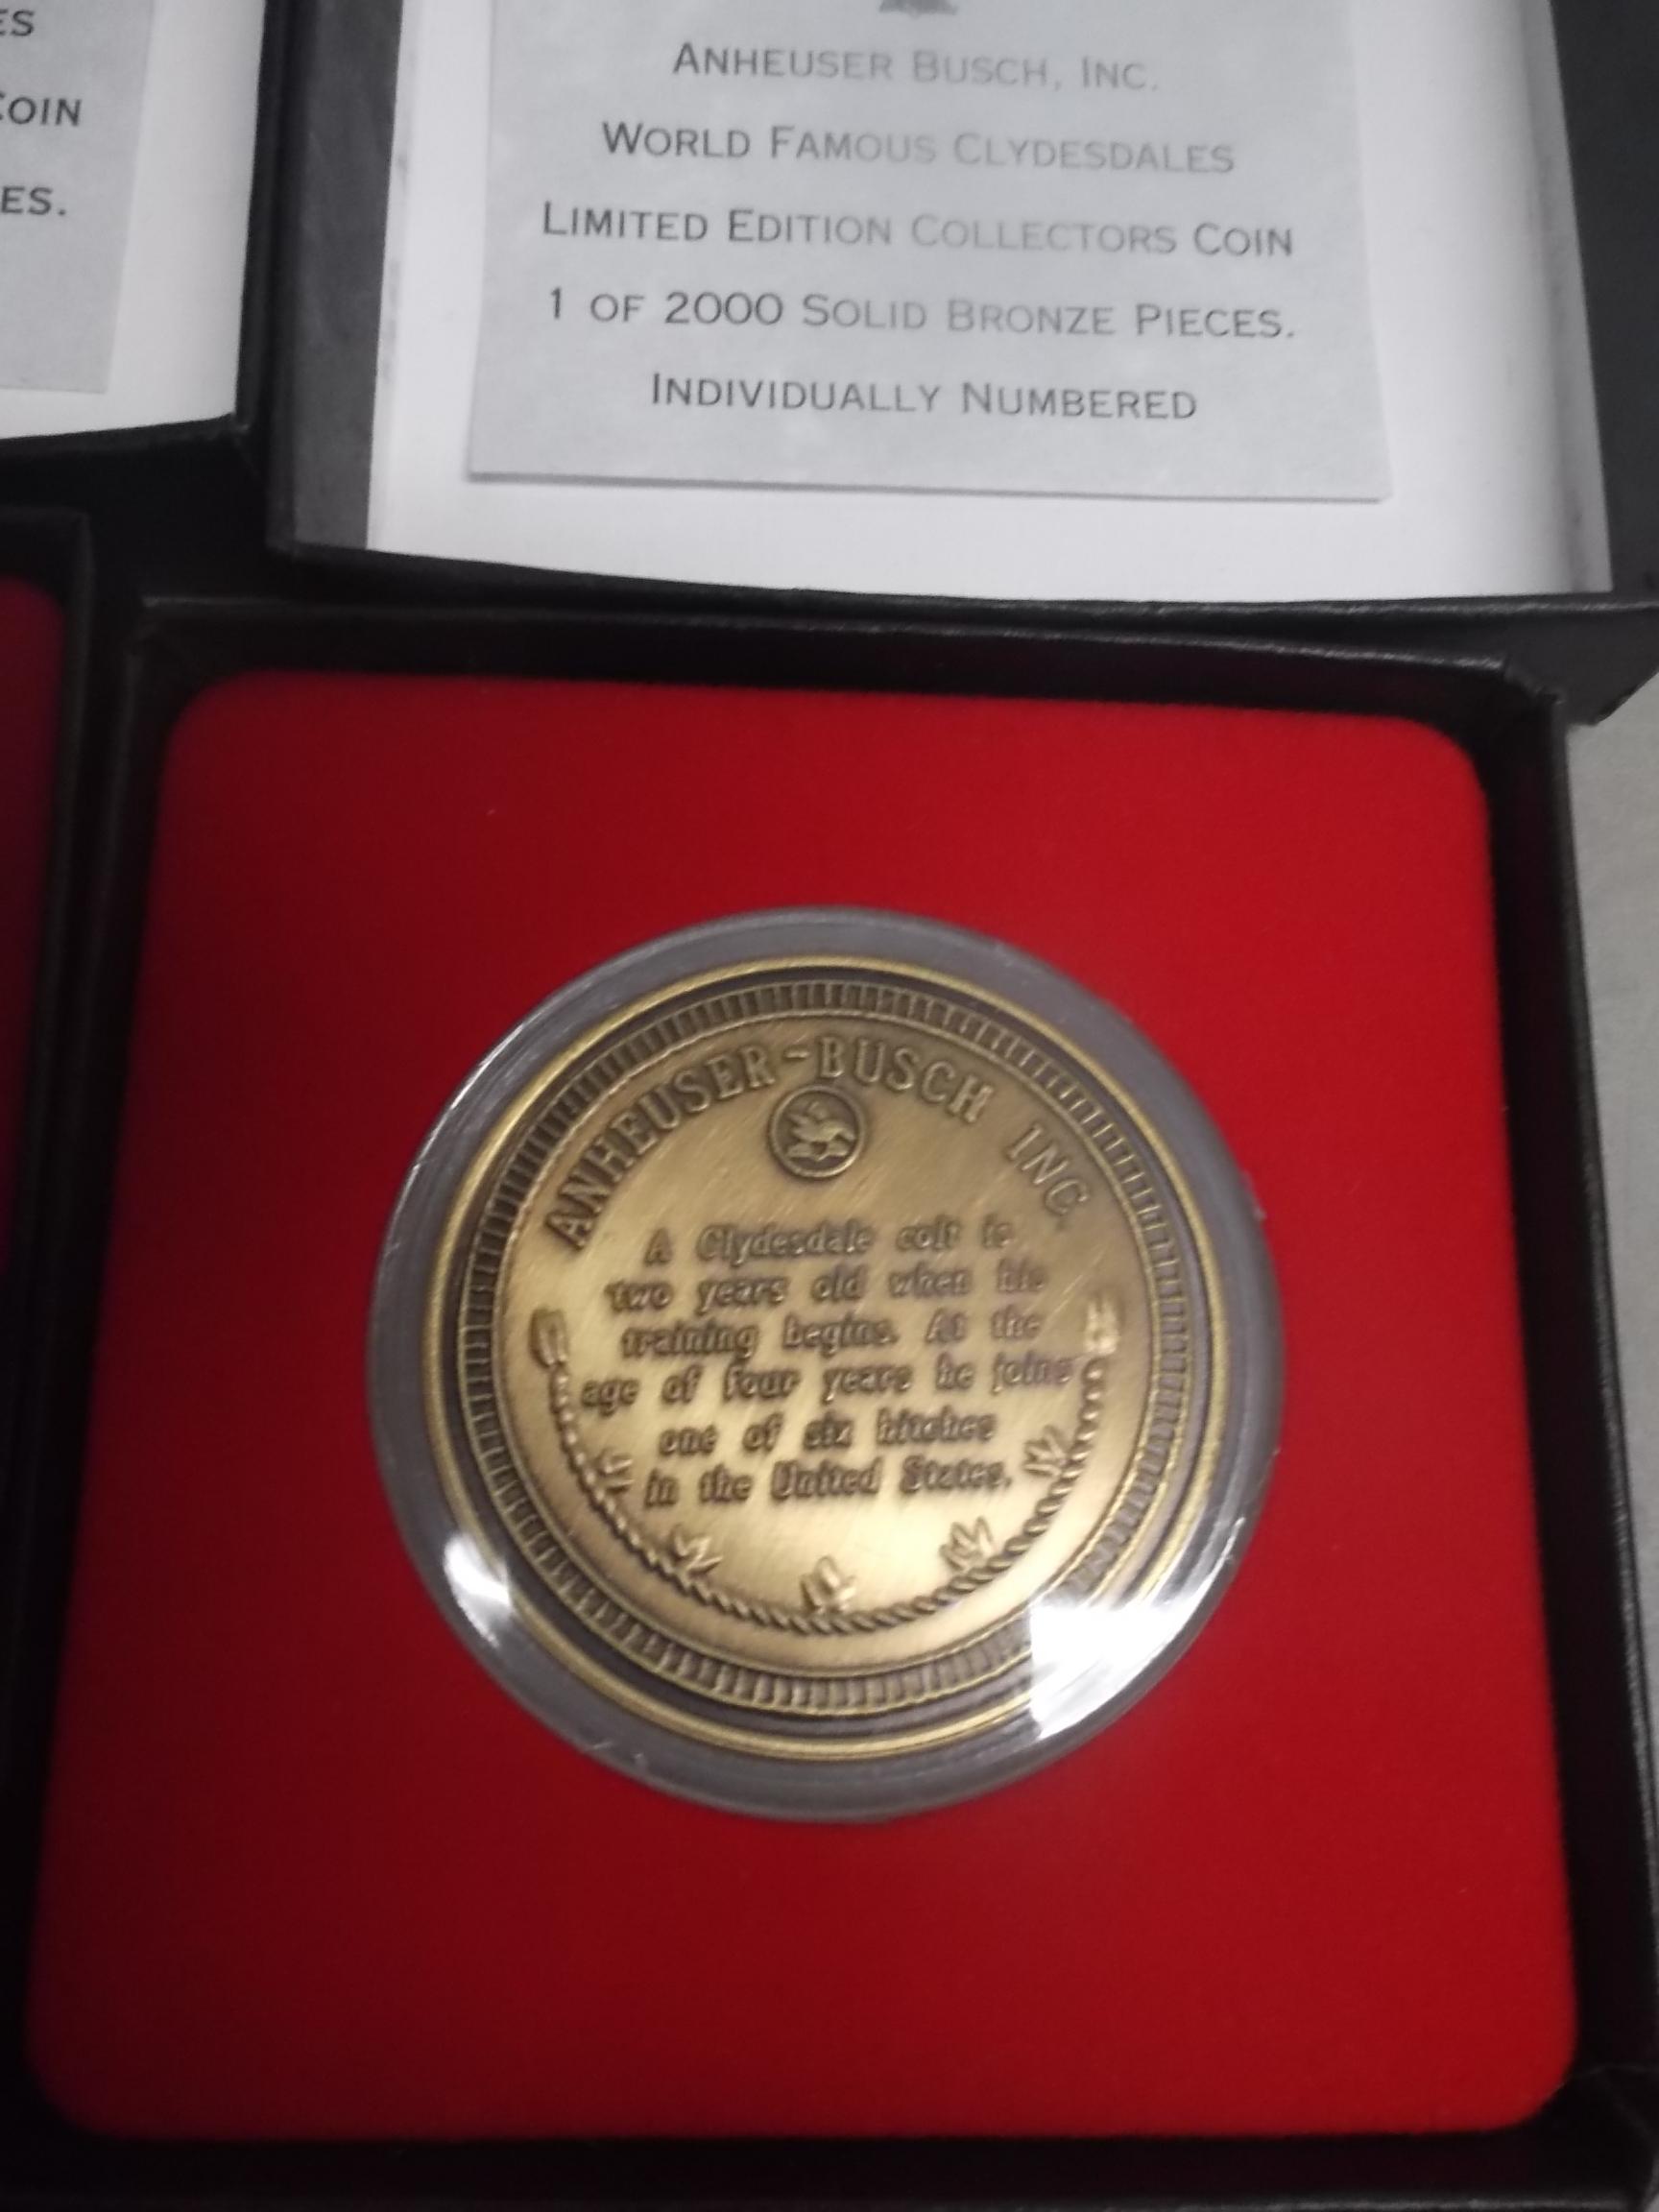 ES
COIN
ES.
ANHEUSER BUSCH, INC.
WORLD FAMOUS CLYDESDALES
LIMITED EDITION COLLECTORS COIN
1 OF 2000 SOLID BRONZE PIECES.
INDIVIDUALLY NUMBERED
ANHEUSER-BUSCH INC
A Clydesdale colt is
two years old when his
training begins. At the
age of four years he joins
one of six hitches
in the United States.